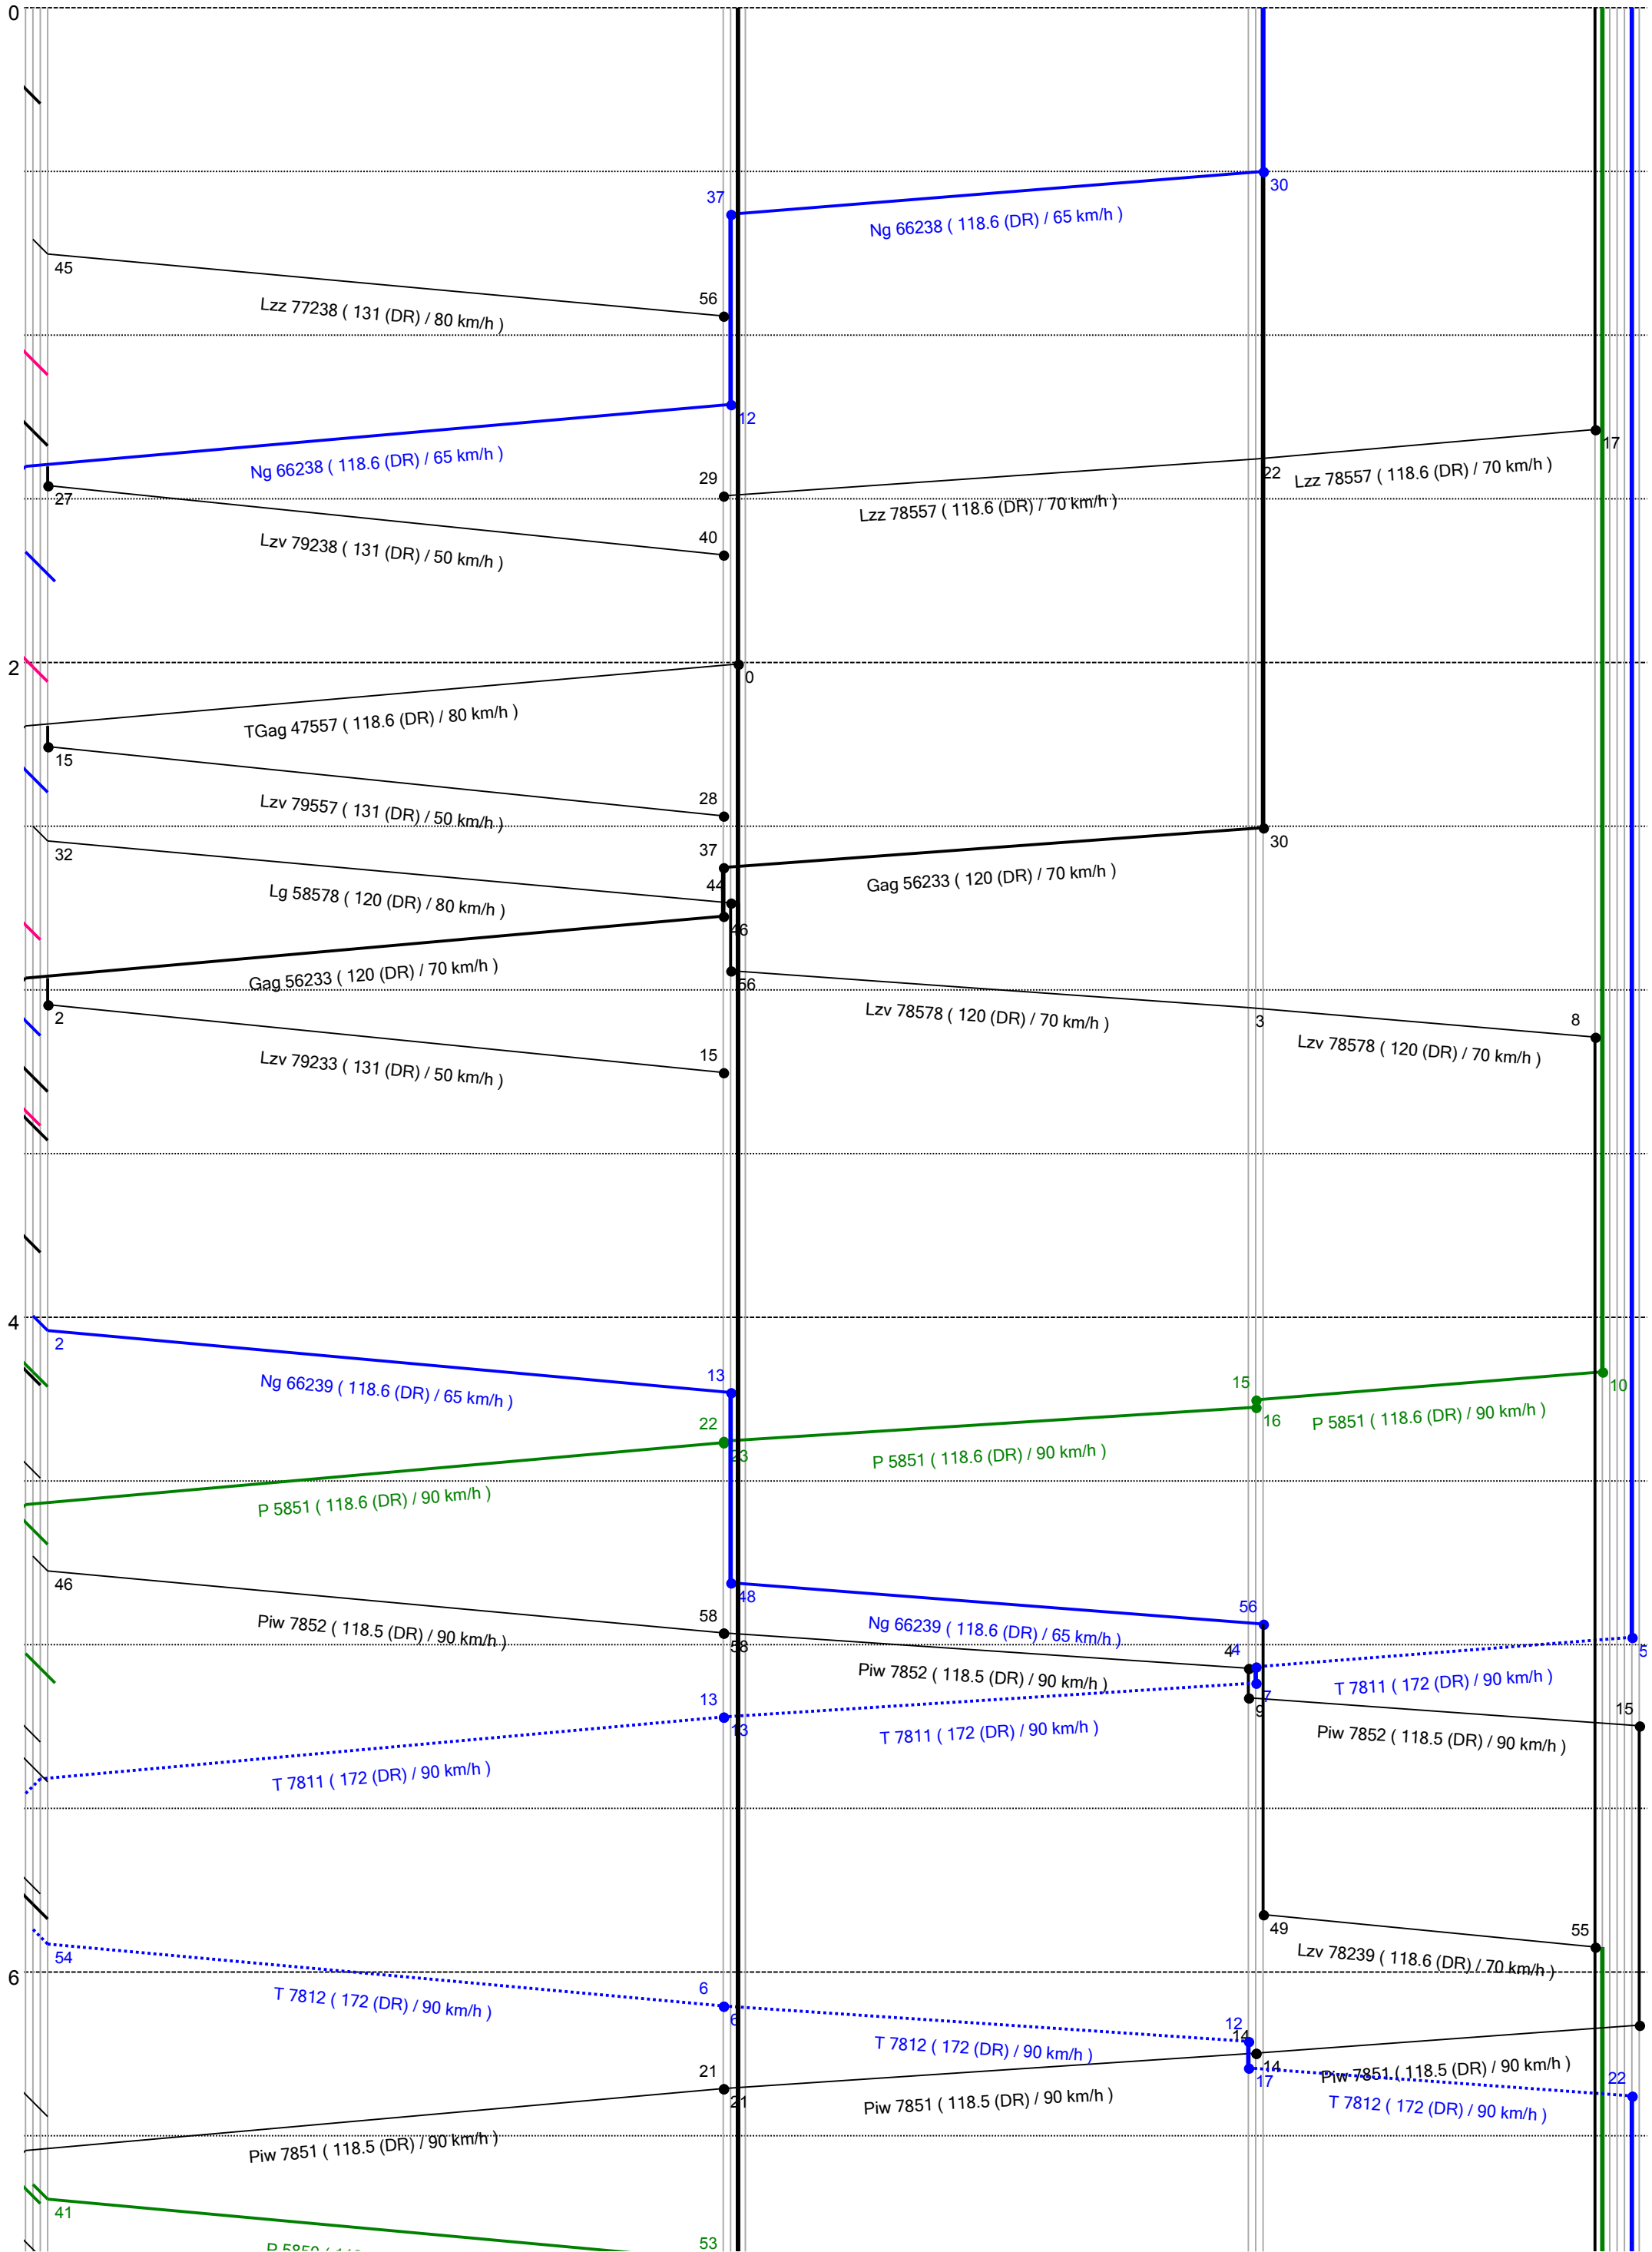 0
37
30
Ng 66238 ( 118.6 (DR) / 65 km/h )
45
56
Lzz 77238 ( 131 (DR) / 80 km/h )
12
17
Ng 66238 ( 118.6 (DR) / 65 km/h )
29
22
Lzz 78557 ( 118.6 (DR) / 70 km/h )
27
Lzz 78557 ( 118.6 (DR) / 70 km/h )
40
Lzv 79238 ( 131 (DR) / 50 km/h )
2
0
TGag 47557 ( 118.6 (DR) / 80 km/h )
15
28
Lzv 79557 ( 131 (DR) / 50 km/h )
32
37
30
44
Gag 56233 ( 120 (DR) / 70 km/h )
Lg 58578 ( 120 (DR) / 80 km/h )
46
Gag 56233 ( 120 (DR) / 70 km/h )
56
2
Lzv 78578 ( 120 (DR) / 70 km/h )
3
8
Lzv 78578 ( 120 (DR) / 70 km/h )
15
Lzv 79233 ( 131 (DR) / 50 km/h )
4
2
13
15
10
Ng 66239 ( 118.6 (DR) / 65 km/h )
22
16
P 5851 ( 118.6 (DR) / 90 km/h )
23
P 5851 ( 118.6 (DR) / 90 km/h )
P 5851 ( 118.6 (DR) / 90 km/h )
46
48
56
58
Piw 7852 ( 118.5 (DR) / 90 km/h )
Ng 66239 ( 118.6 (DR) / 65 km/h )
58
4
4
5
Piw 7852 ( 118.5 (DR) / 90 km/h )
T 7811 ( 172 (DR) / 90 km/h )
7
13
9
15
13
T 7811 ( 172 (DR) / 90 km/h )
Piw 7852 ( 118.5 (DR) / 90 km/h )
T 7811 ( 172 (DR) / 90 km/h )
49
55
54
Lzv 78239 ( 118.6 (DR) / 70 km/h )
6
6
T 7812 ( 172 (DR) / 90 km/h )
6
12
14
T 7812 ( 172 (DR) / 90 km/h )
14
Piw 7851 ( 118.5 (DR) / 90 km/h )
21
17
22
21
Piw 7851 ( 118.5 (DR) / 90 km/h )
T 7812 ( 172 (DR) / 90 km/h )
Piw 7851 ( 118.5 (DR) / 90 km/h )
41
53